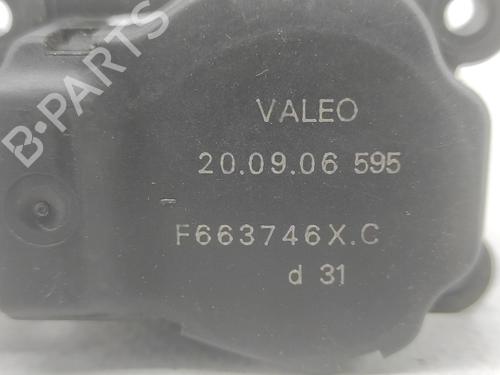 B-PARTS
VALEO
20.09.06 595
F663746X.C
d 31